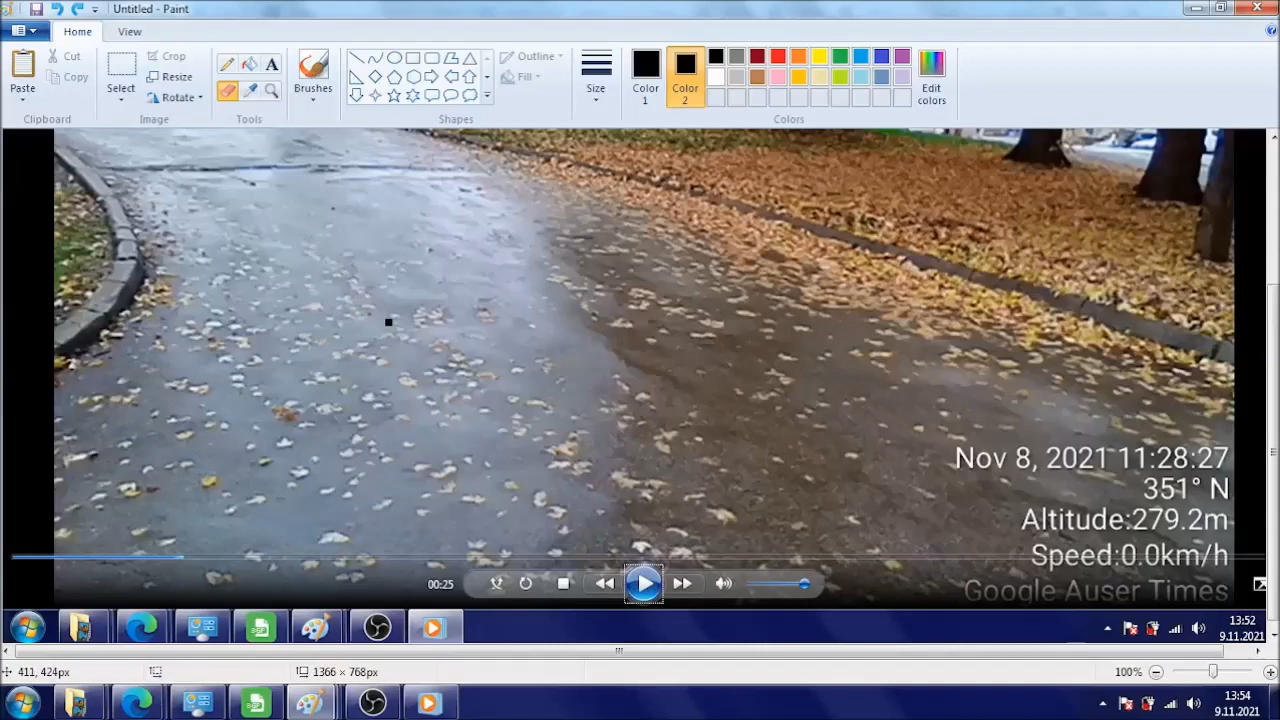 Untitled - Paint
Home
View
Paste
Cut
Copy
Clipboard
Select
Crop
Resize
Rotate
Image
A
Tools
Brushes
Outline
Fill
Shapes
Size
Color
1
Color
2
Edit
colors
Colors
Nov 8, 2021 11:28:27
351° N
Altitude:279.2m
Speed:0.0km/h
Google Auser Times
00:25
13:52
9.11.2021
411, 424px
1366 × 768px
100%
13:54
9.11.2021